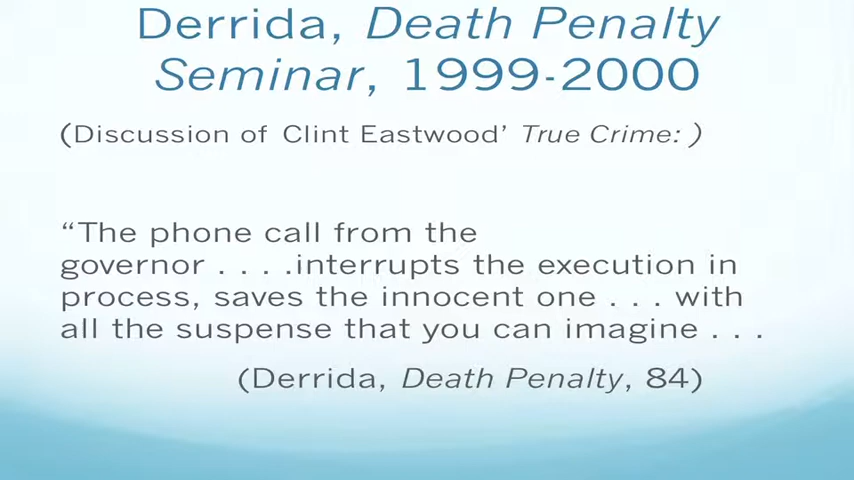 Derrida, Death Penalty
Seminar, 1999-2000
(Discussion of Clint Eastwood’ True Crime: )
“The phone call from the
governor . . . .interrupts the execution in
process, saves the innocent one . . . with
all the suspense that you can imagine . . .
(Derrida, Death Penalty, 84)